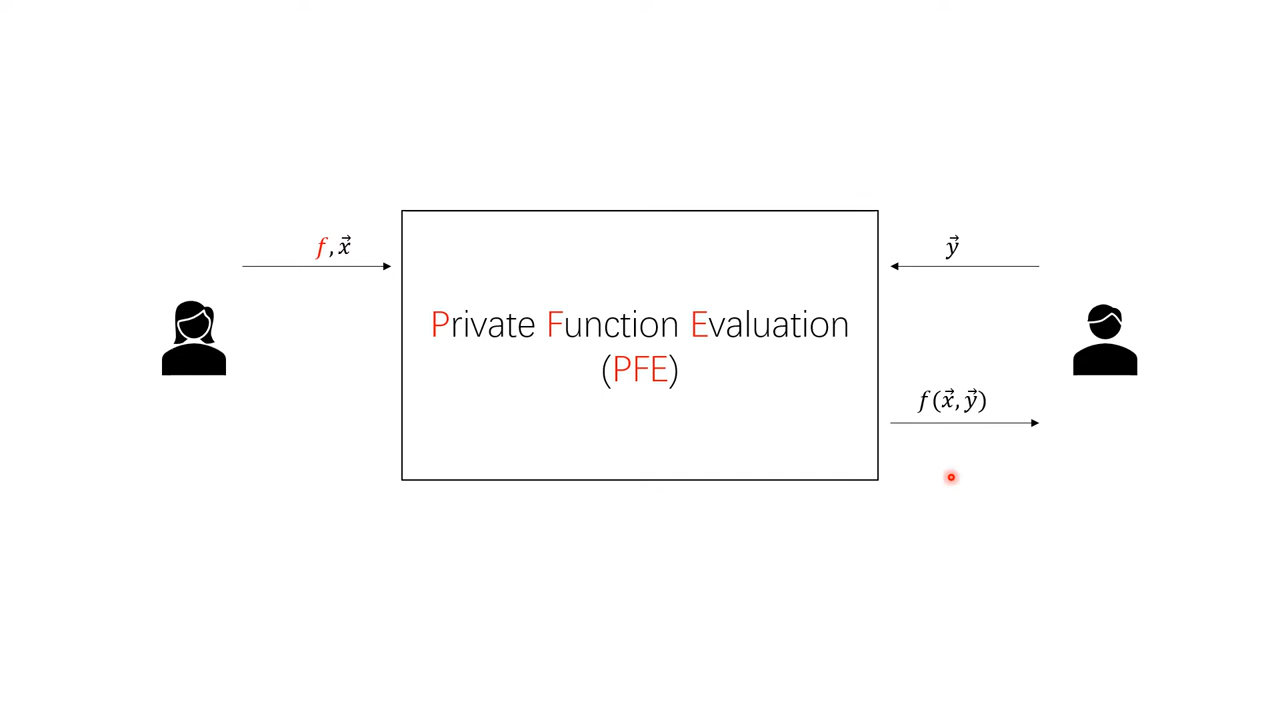 f, x⃗
y⃗
Private Function Evaluation
(PFE)
f(x⃗, y⃗)